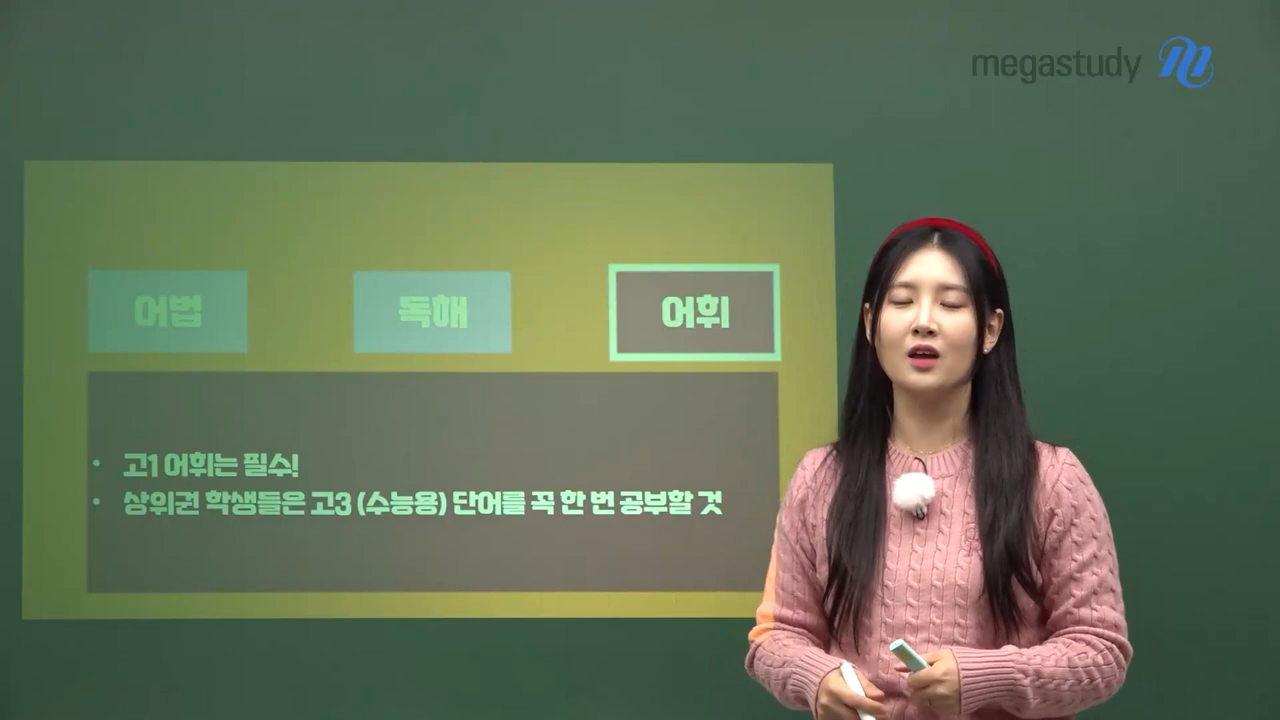 megastudy
어법
독해
어휘
• 고1 어휘는 필수!
• 상위권 학생들은 고3 (수능용) 단어를 꼭 한 번 공부할 것